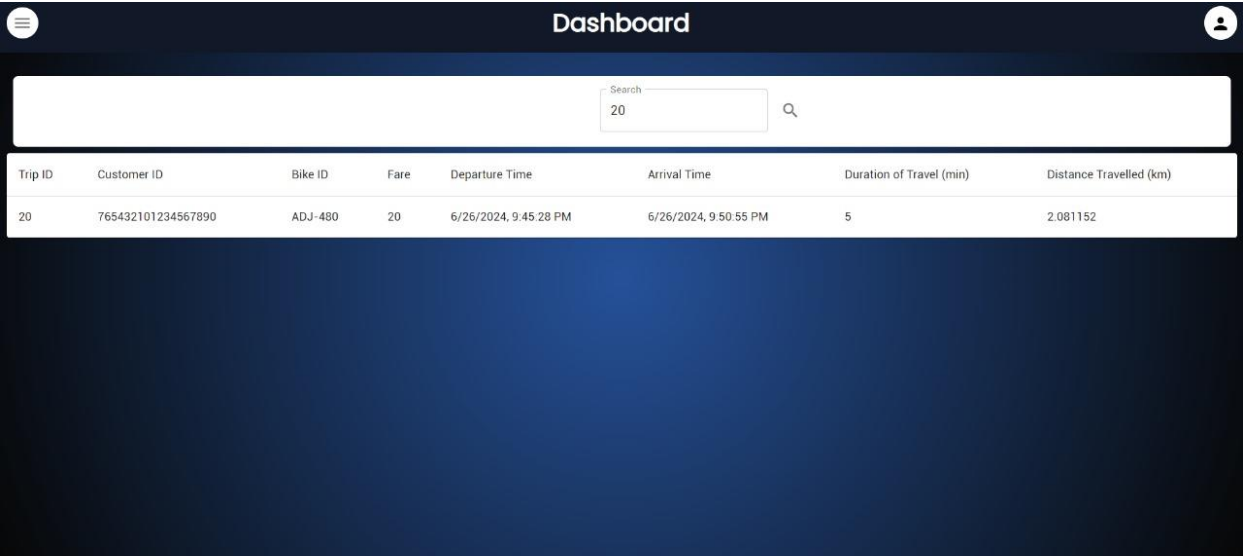 Dashboard
Search
20
Trip ID Customer ID Bike ID Fare Departure Time Arrival Time Duration of Travel (min) Distance Travelled (km)
20 765432101234567890 ADJ-480 20 6/26/2024, 9:45:28 PM 6/26/2024, 9:50:55 PM 5 2.081152